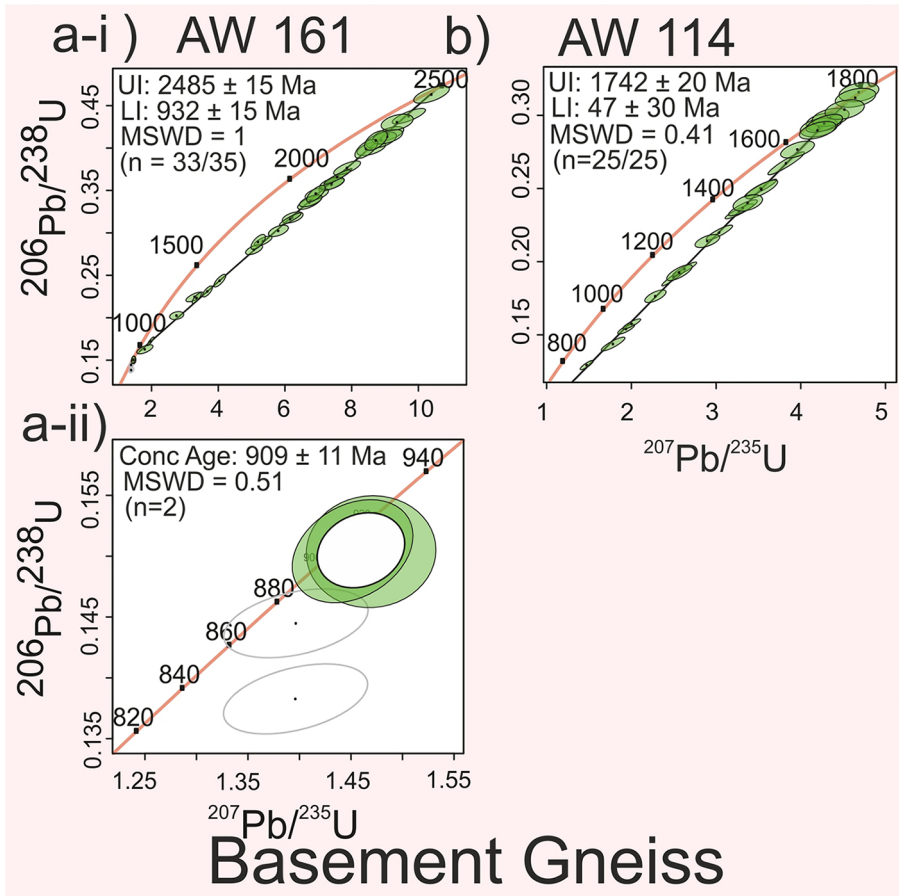 a-i ) AW 161
UI: 2485 ± 15 Ma
LI: 932 ± 15 Ma
MSWD = 1
(n = 33/35)
2500
2000
1500
1000
0.45
0.35
0.25
0.15
206Pb/238U
2 4 6 8 10
b) AW 114
UI: 1742 ± 20 Ma
LI: 47 ± 30 Ma
MSWD = 0.41
(n=25/25)
1800
1600
1400
1200
1000
800
0.30
0.25
0.20
0.15
1 2 3 4 5
207Pb/235U
a-ii)
Conc Age: 909 ± 11 Ma
MSWD = 0.51
(n=2)
940
880
860
840
820
0.155
0.145
0.135
206Pb/238U
1.25 1.35 1.45 1.55
207Pb/235U
Basement Gneiss